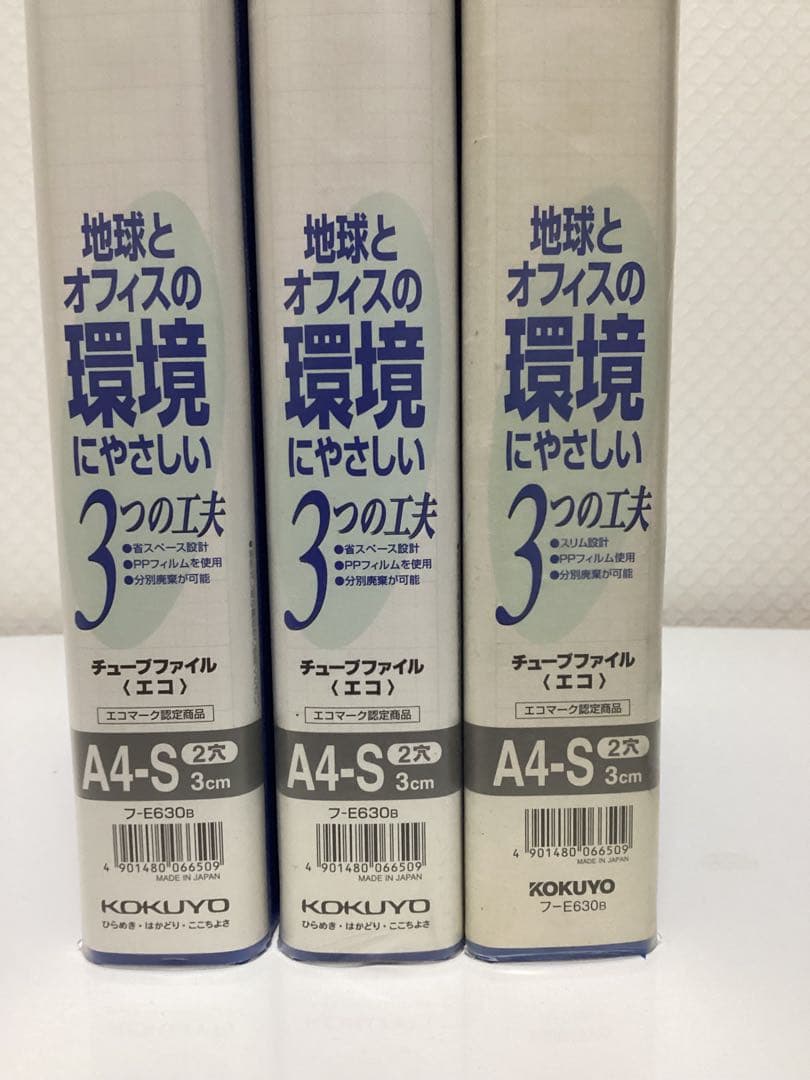 地球と
オフィスの
環境
にやさしい
3つの工夫
●省スペース設計
●PPフィルムを使用
●分別廃棄が可能
チューブファイル
〈エコ〉
エコマーク認定商品
A4-S 2穴
3cm
フ-E630B
4 901480 066509
MADE IN JAPAN
KOKUYO
ひらめき・はかどり・ここちよさ
地球と
オフィスの
環境
にやさしい
3つの工夫
●省スペース設計
●PPフィルムを使用
●分別廃棄が可能
チューブファイル
〈エコ〉
エコマーク認定商品
A4-S 2穴
3cm
フ-E630B
4 901480 066509
MADE IN JAPAN
KOKUYO
ひらめき・はかどり・ここちよさ
地球と
オフィスの
環境
にやさしい
3つの工夫
●スリム設計
●PPフィルム使用
●分別廃棄が可能
チューブファイル
〈エコ〉
エコマーク認定商品
A4-S 2穴
3cm
4 901480 066509
MADE IN JAPAN
KOKUYO
フ-E630B